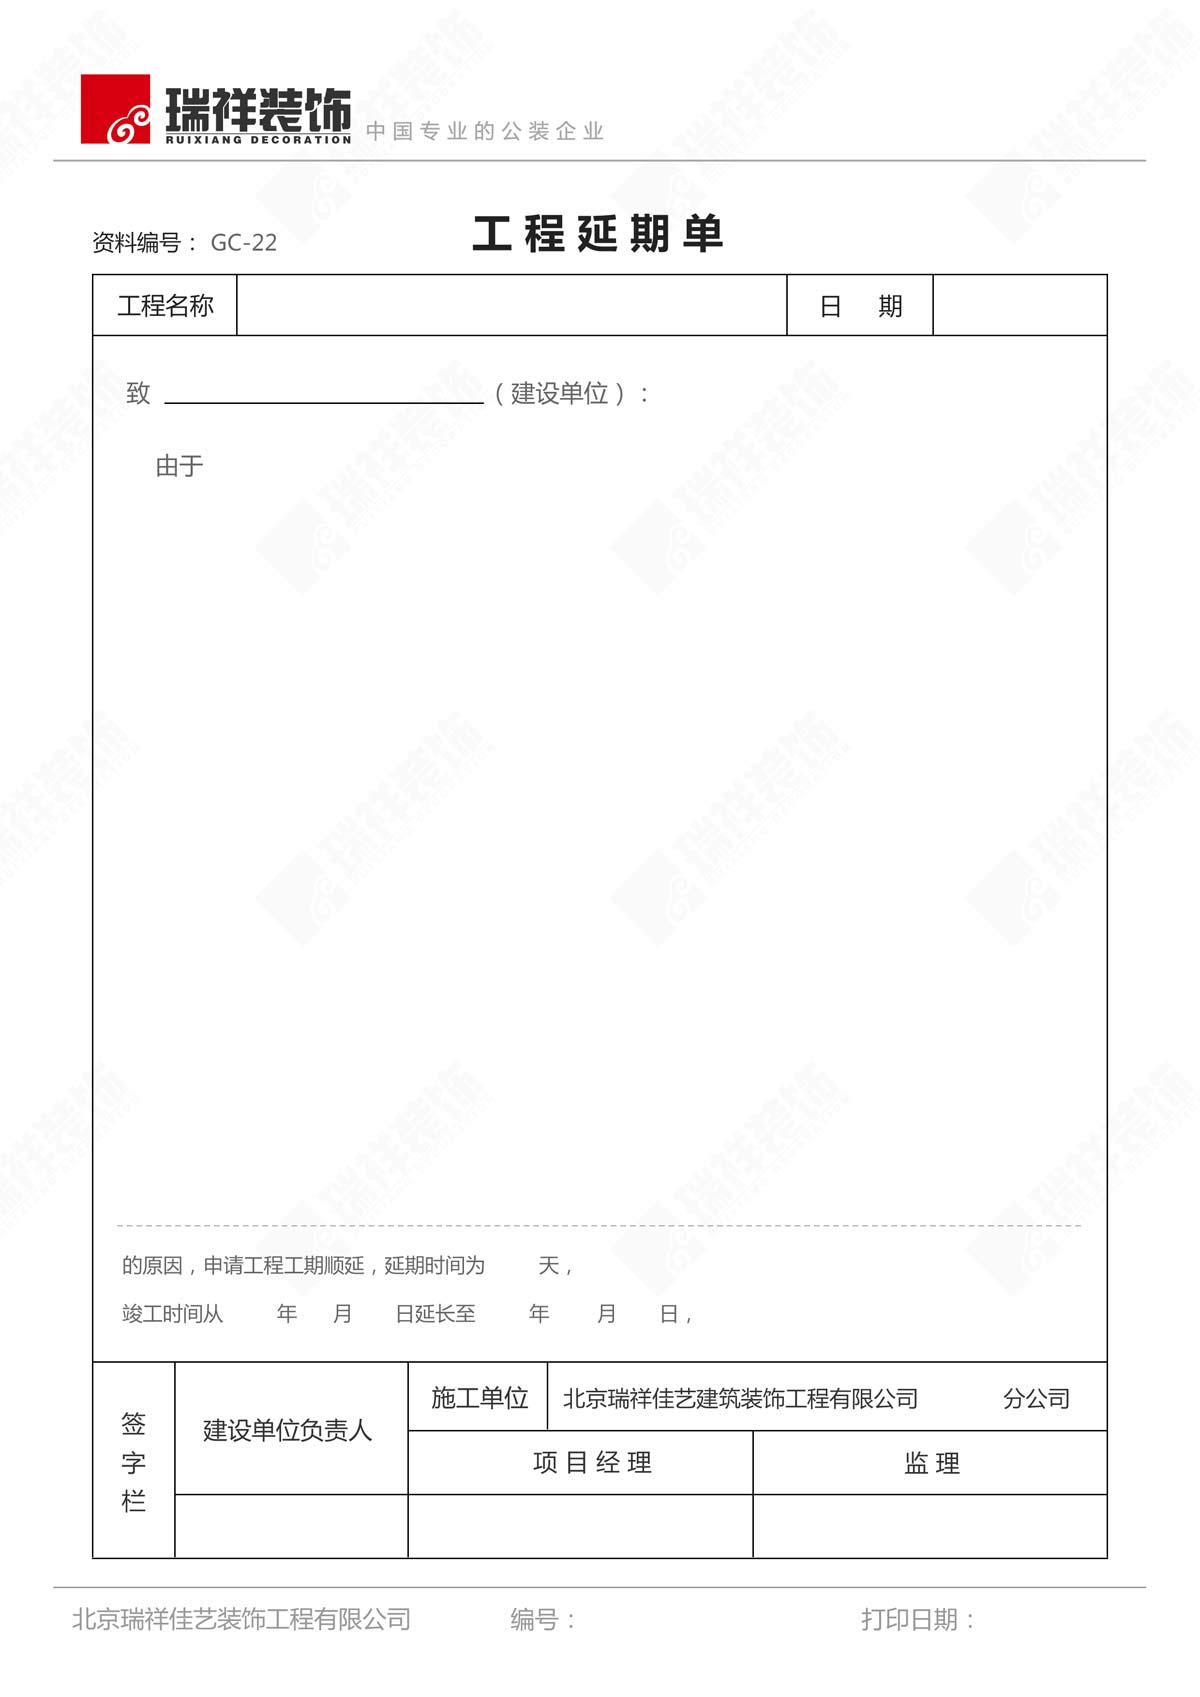 瑞祥装饰
RUIXIANG DECORATION
中国专业的公装企业
资料编号： GC-22
工程延期单
工程名称 日 期
致 （建设单位）：
由于
的原因，申请工程工期顺延，延期时间为 天，
竣工时间从 年 月 日延长至 年 月 日，
签字栏
建设单位负责人
施工单位 北京瑞祥佳艺建筑装饰工程有限公司 分公司
项目经理 监理
北京瑞祥佳艺装饰工程有限公司 编号： 打印日期：